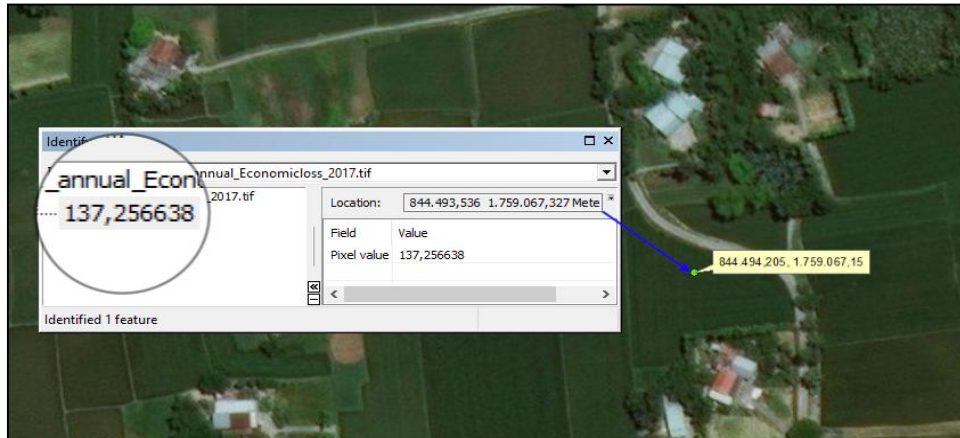 Identif
_annual_Econ
nnual_Economicloss_2017.tif
_2017.tif
137,256638
Location:
844.493,536 1.759.067,327 Mete
Field
Value
Pixel value
137,256638
Identified 1 feature
844.494,205, 1.759.067,15